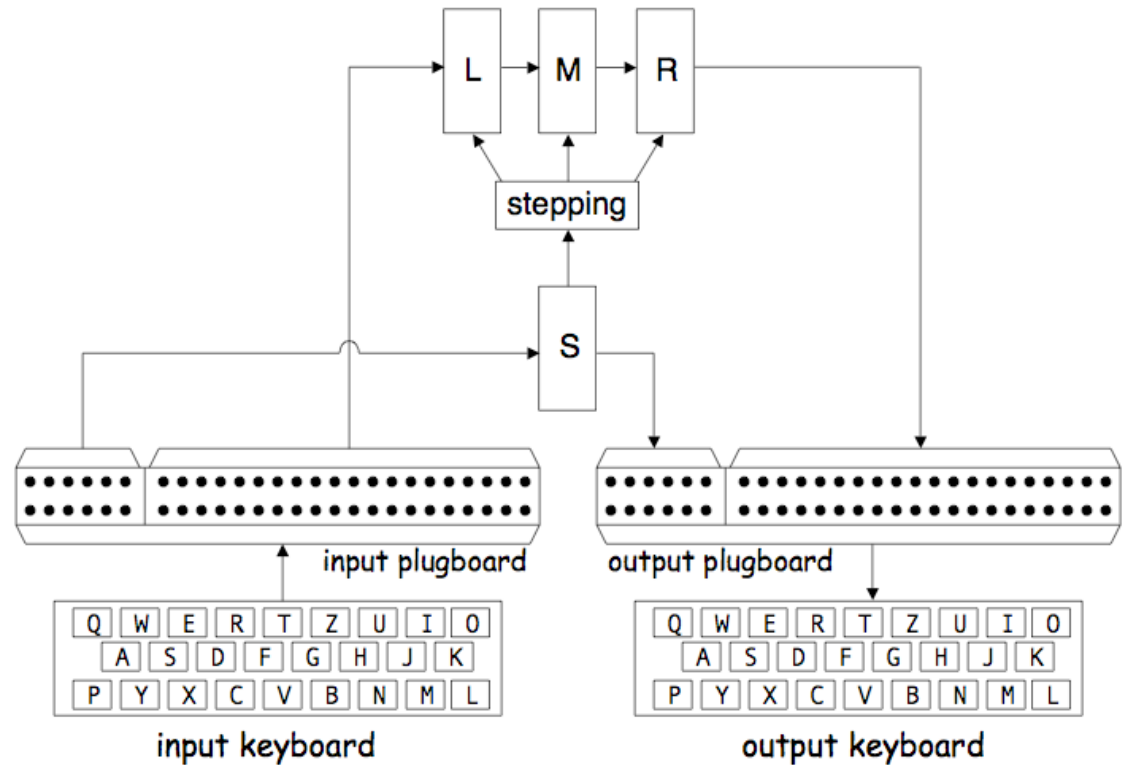 L M R
stepping
S
input plugboard
output plugboard
Q W E R T Z U I O
A S D F G H J K
P Y X C V B N M L
Q W E R T Z U I O
A S D F G H J K
P Y X C V B N M L
input keyboard
output keyboard